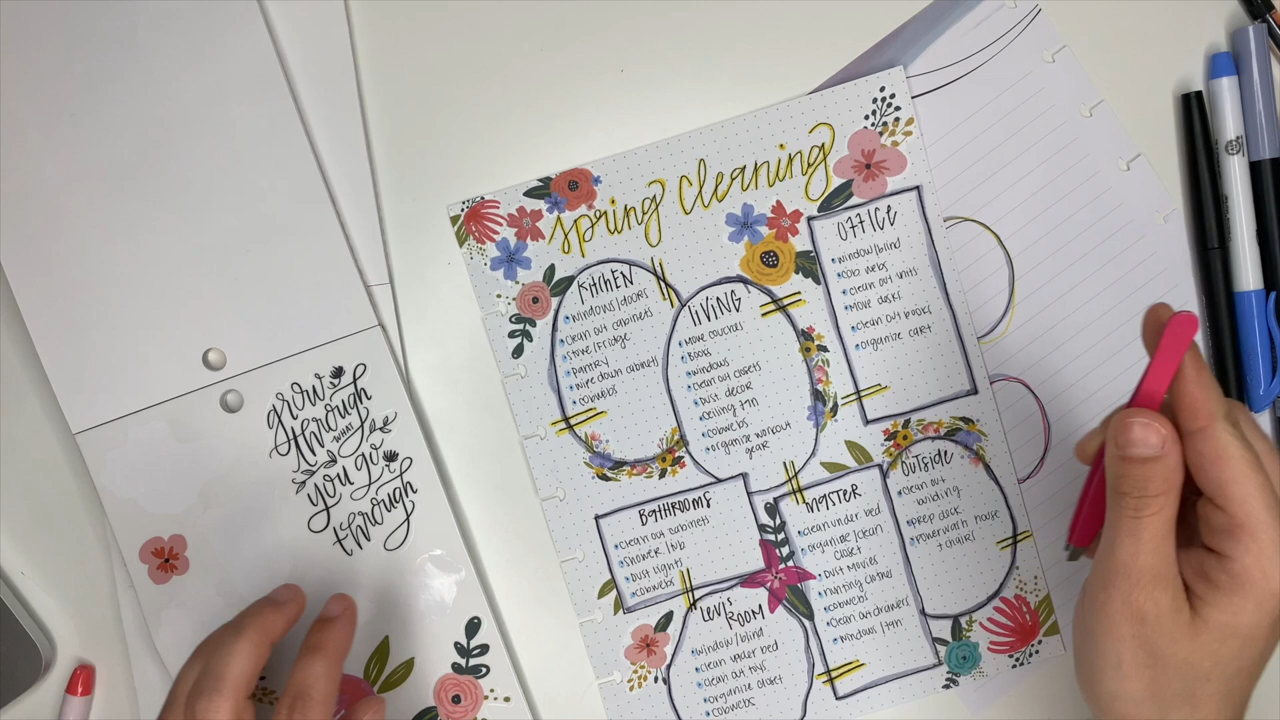 spring cleaning
KITCHEN
windows/doors
clean out cabinets
stove/fridge
pantry
wipe down cabinets
cobwebs
LIVING
Move couches
Books
windows
clean out closets
Dust decor
ceiling fan
cobwebs
organize workout
gear
OFFICE
window/blind
cob webs
clean out units
Move desks
clean out books
organize cart
BATHROOMS
clean out cabinets
shower/tub
Dust lights
cobwebs
MASTER
clean under bed
organize/clean
closet
Dust Movies
hunting clothes
cobwebs
clean out drawers
windows/fan
OUTSIDE
clean out
building
prep deck
powerwash house
+ chairs
LEVI'S
ROOM
window/blind
clean under bed
clean out toys
organize closet
cobwebs
grow
through
WHAT
you go
through